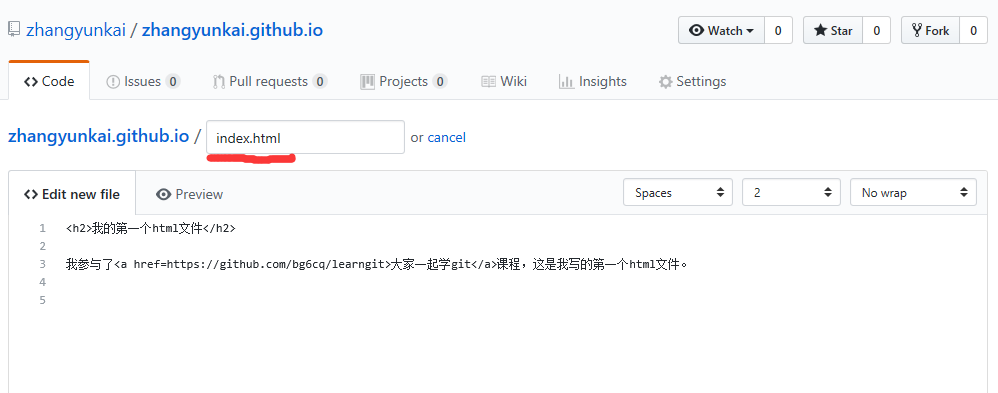 zhangyunkai / zhangyunkai.github.io Watch 0 Star 0 Fork 0
Code Issues 0 Pull requests 0 Projects 0 Wiki Insights Settings
zhangyunkai.github.io / index.html or cancel
Edit new file Preview Spaces 2 No wrap
1 <h2>我的第一个html文件</h2>
2
3 我参与了<a href=https://github.com/bg6cq/learngit>大家一起学git</a>课程，这是我写的第一个html文件。
4
5